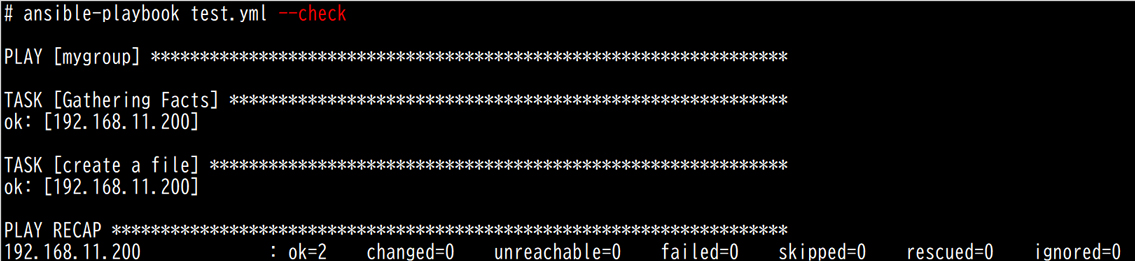 # ansible-playbook test.yml --check
PLAY [mygroup] *****************************************************************
TASK [Gathering Facts] *********************************************************
ok: [192.168.11.200]
TASK [create a file] ***********************************************************
ok: [192.168.11.200]
PLAY RECAP *********************************************************************
192.168.11.200             : ok=2    changed=0    unreachable=0    failed=0    skipped=0    rescued=0    ignored=0